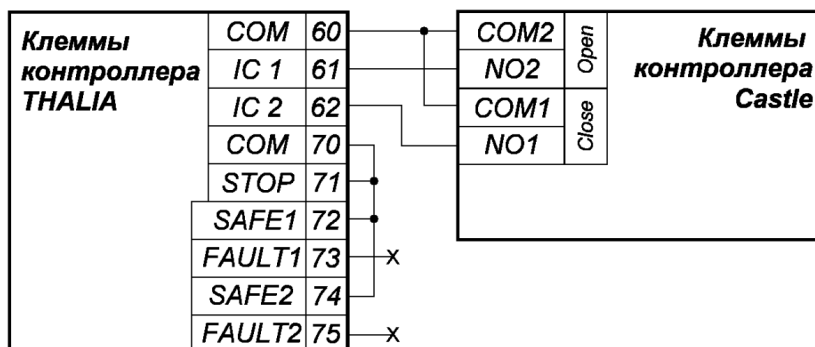 Клеммы
контроллера
THALIA
COM 60
IC 1 61
IC 2 62
COM 70
STOP 71
SAFE1 72
FAULT1 73 X
SAFE2 74
FAULT2 75 X
COM2
NO2
Open
COM1
NO1
Close
Клеммы
контроллера
Castle